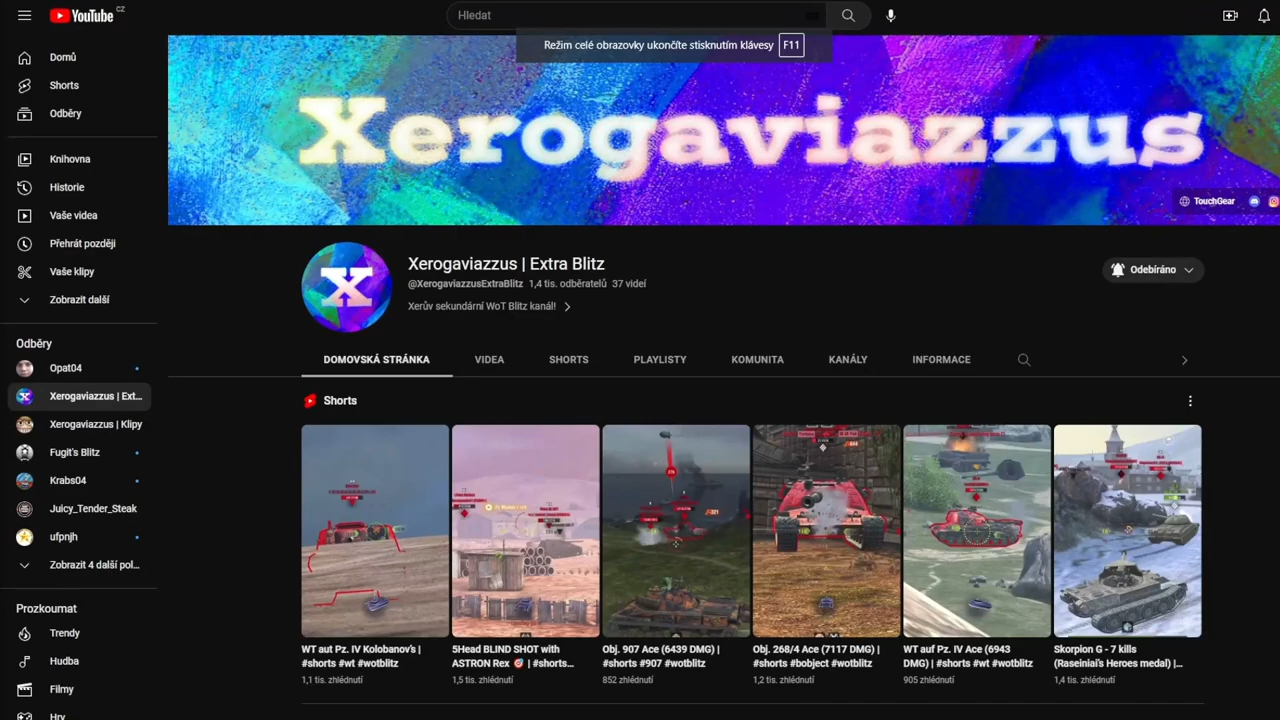 YouTube CZ
Hledat
Režim celé obrazovky ukončíte stisknutím klávesy F11
Domů
Shorts
Odběry
Knihovna
Historie
Vaše videa
Přehrát později
Vaše klipy
Zobrazit další
Odběry
Opat04
Xerogaviazzus | Ext...
Xerogaviazzus | Klipy
Fugit's Blitz
Krabs04
Juicy_Tender_Steak
ufpnjh
Zobrazit 4 další pol...
Prozkoumat
Trendy
Hudba
Filmy
Hry
Xerogaviazzus
TouchGear
X
Xerogaviazzus | Extra Blitz
@XerogaviazzusExtraBlitz 1,4 tis. odběratelů 37 videí
Xerův sekundární WoT Blitz kanál!
Odebíráno
DOMOVSKÁ STRÁNKA VIDEA SHORTS PLAYLISTY KOMUNITA KANÁLY INFORMACE
Shorts
WT aut Pz. IV Kolobanov's |
#shorts #wt #wotblitz
1,1 tis. zhlédnutí
5Head BLIND SHOT with
ASTRON Rex 🎯 | #shorts...
1,5 tis. zhlédnutí
Obj. 907 Ace (6439 DMG) |
#shorts #907 #wotblitz
852 zhlédnutí
Obj. 268/4 Ace (7117 DMG) |
#shorts #bobject #wotblitz
1,2 tis. zhlédnutí
WT auf Pz. IV Ace (6943
DMG) | #shorts #wt #wotblitz
905 zhlédnutí
Skorpion G - 7 kills
(Raseiniai's Heroes medal) |...
1,4 tis. zhlédnutí